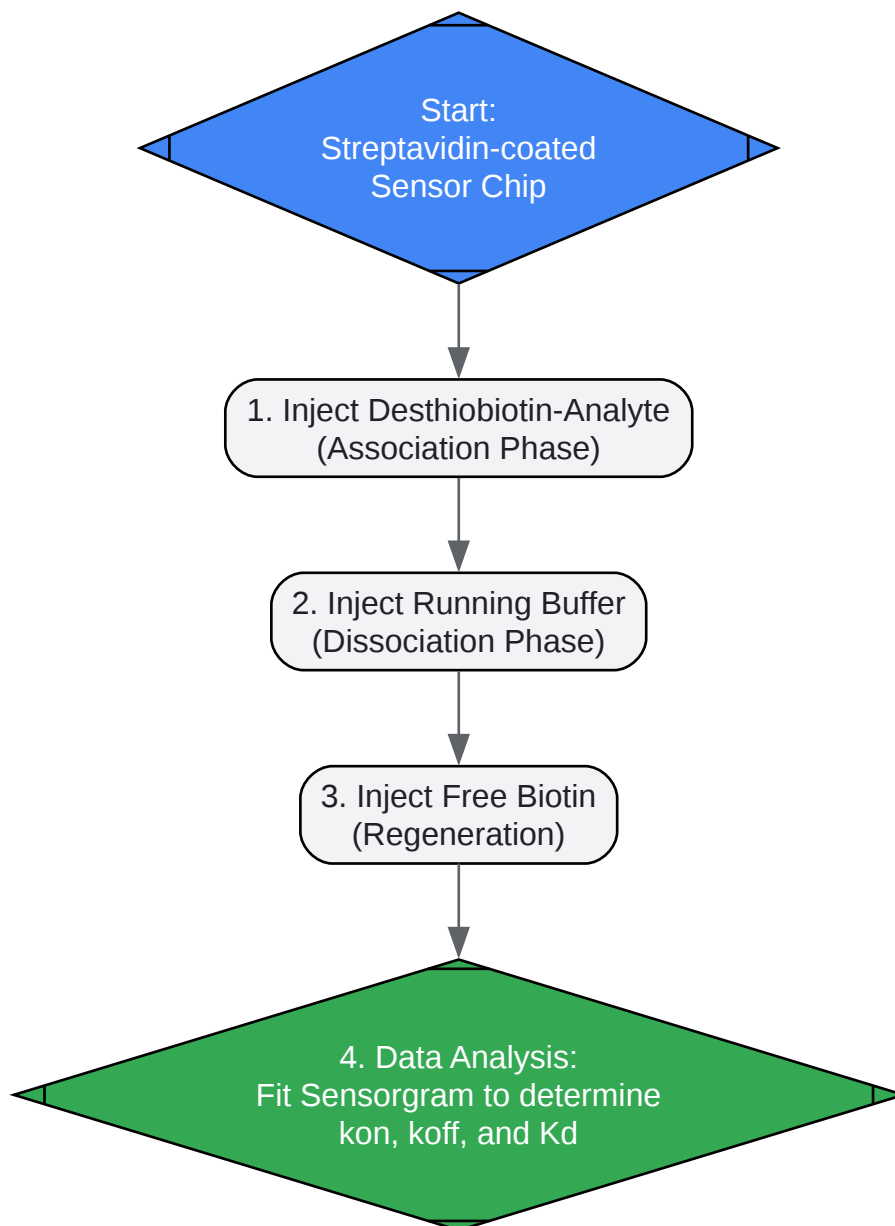 Start:
Streptavidin-coated
Sensor Chip
1. Inject Desthiobiotin-Analyte
(Association Phase)
2. Inject Running Buffer
(Dissociation Phase)
3. Inject Free Biotin
(Regeneration)
4. Data Analysis:
Fit Sensorgram to determine
kon, koff, and Kd